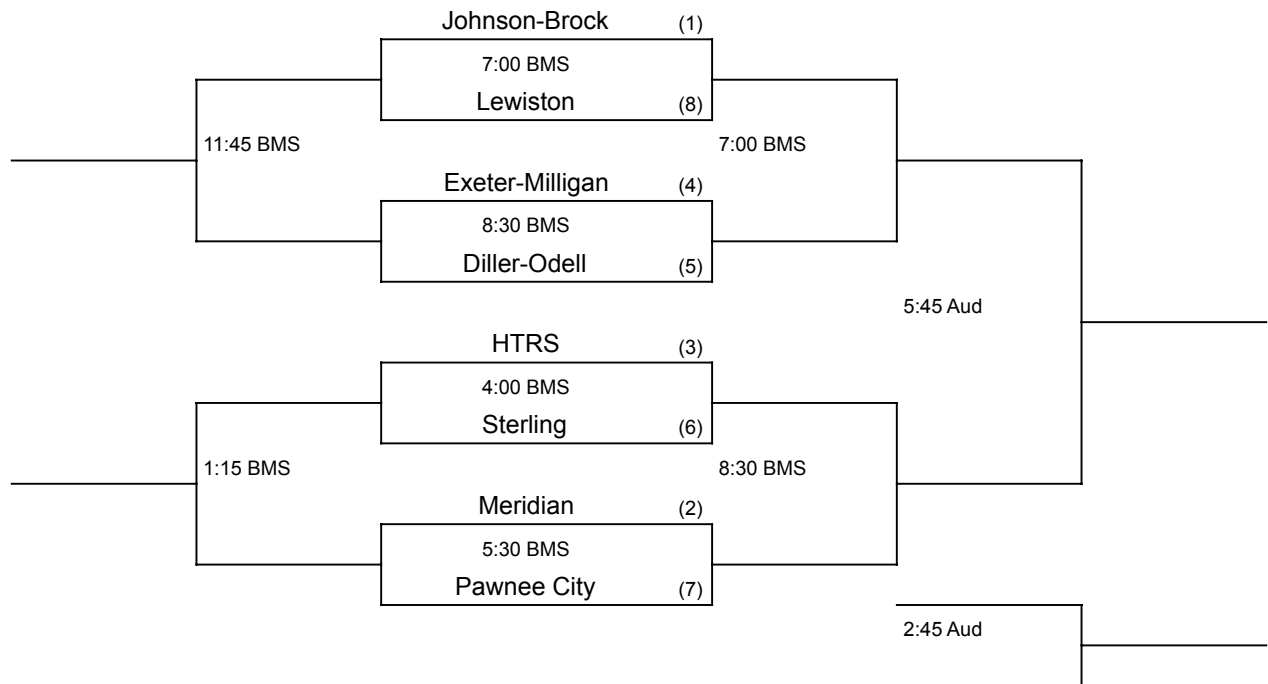 Johnson-Brock (1)
7:00 BMS
Lewiston (8)
11:45 BMS
7:00 BMS
Exeter-Milligan (4)
8:30 BMS
Diller-Odell (5)
5:45 Aud
HTRS (3)
4:00 BMS
Sterling (6)
1:15 BMS
8:30 BMS
Meridian (2)
5:30 BMS
Pawnee City (7)
2:45 Aud